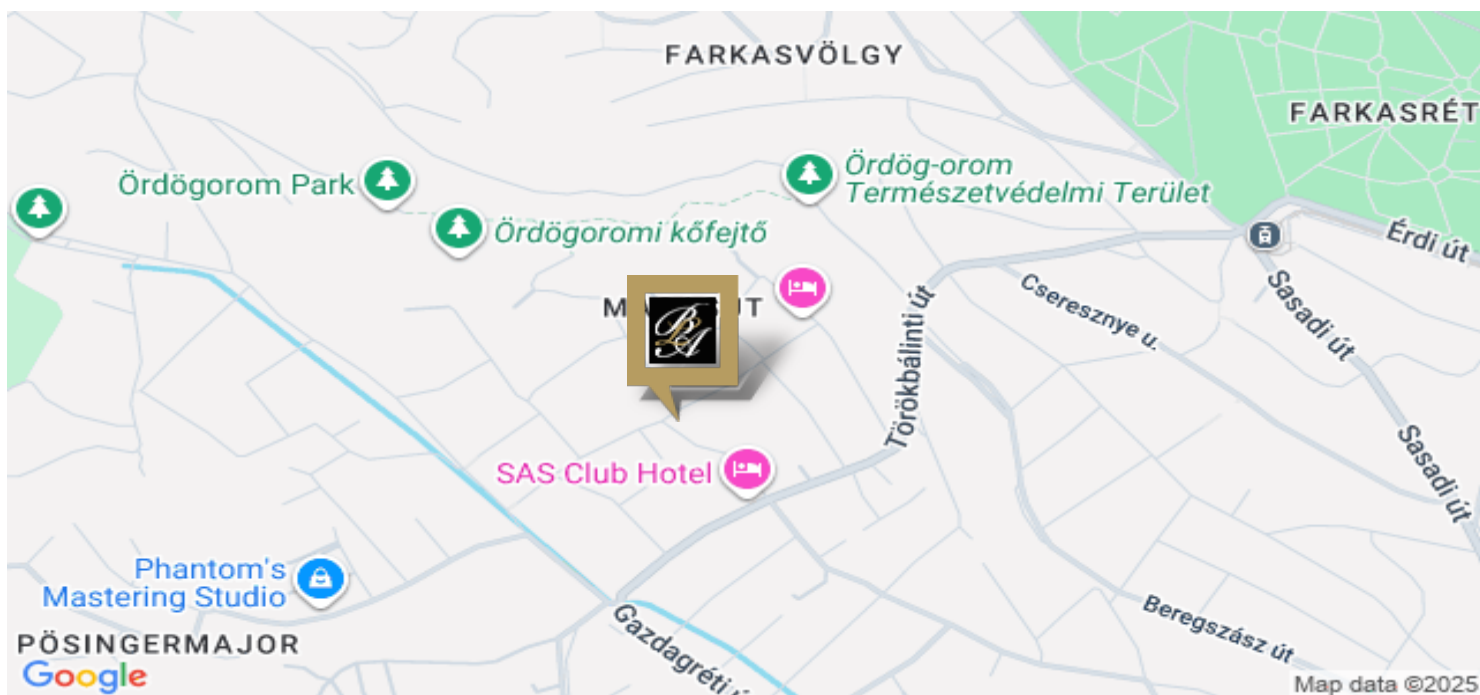 FARKASVÖLGY
FARKASRÉT
Ördög-orom
Természetvédelmi Terület
Ördögorom Park
Ördögoromi kőfejtő
Érdi út
Cseresznye u.
Sasadi út
Törökbálinti út
SAS Club Hotel
Sasadi út
Phantom's
Mastering Studio
Beregszász út
Gazdagréti
PÖSINGERMAJOR
Google
Map data ©2025